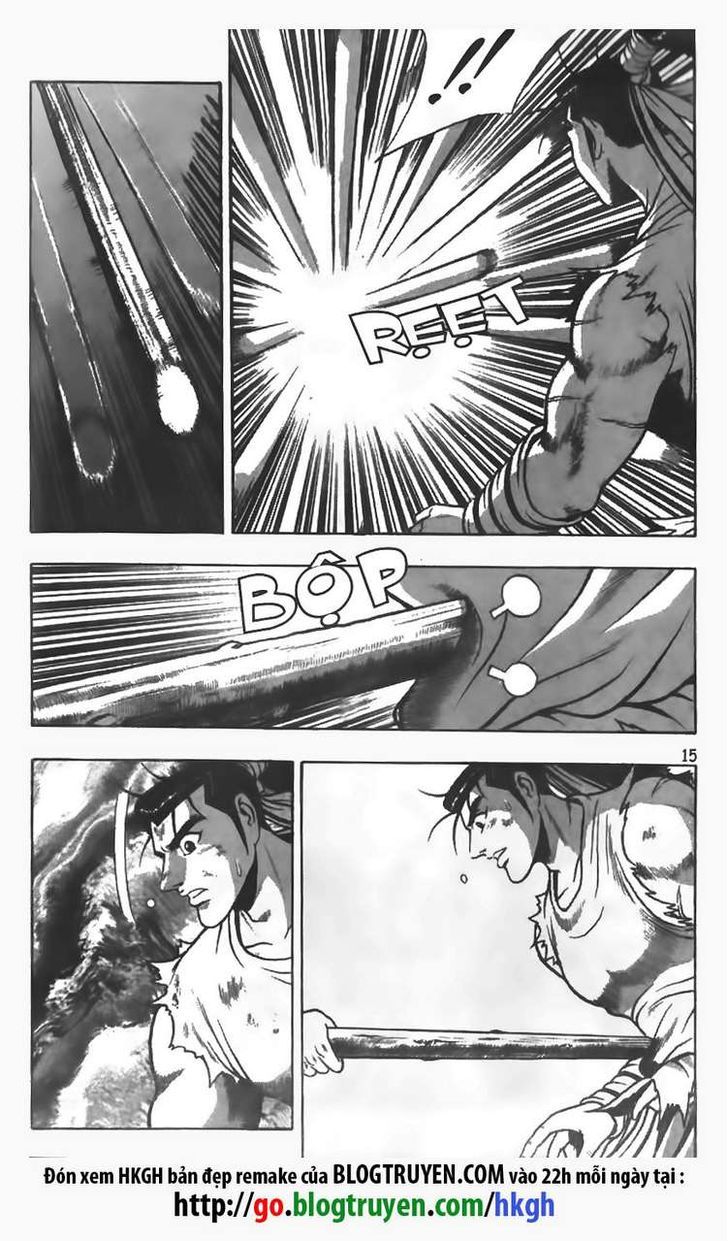 !!
RẸẸT
BỘP
15
Đón xem HKGH bản đẹp remake của BLOGTRUYEN.COM vào 22h mỗi ngày tại :
http://go.blogtruyen.com/hkgh